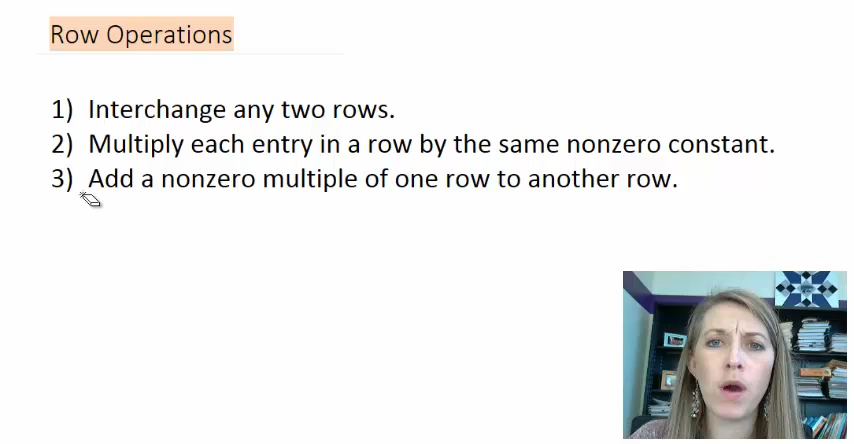 Row Operations
1) Interchange any two rows.
2) Multiply each entry in a row by the same nonzero constant.
3) Add a nonzero multiple of one row to another row.